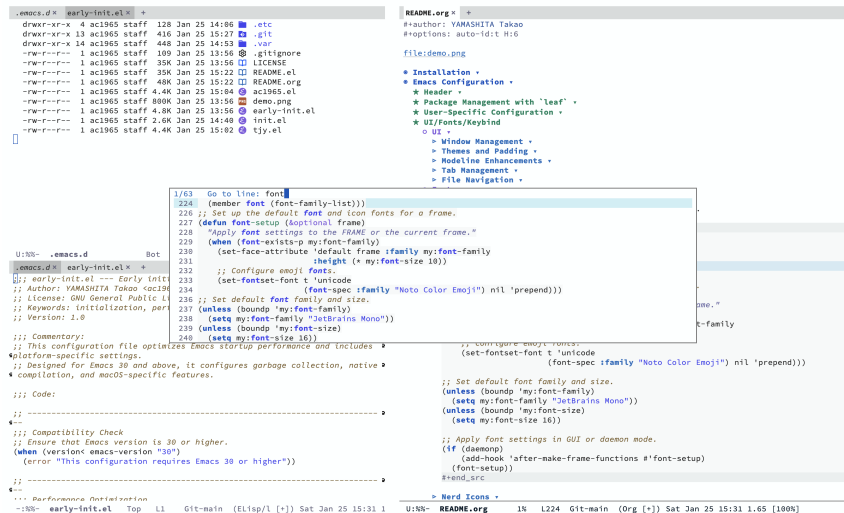 .emacs.d × early-init.el × +
drwxr-xr-x 4 ac1965 staff 128 Jan 25 14:06 .etc
drwxr-xr-x 13 ac1965 staff 416 Jan 25 15:27 .git
drwxr-xr-x 14 ac1965 staff 448 Jan 25 14:53 .var
-rw-r--r-- 1 ac1965 staff 109 Jan 25 13:56 .gitignore
-rw-r--r-- 1 ac1965 staff 35K Jan 25 13:56 LICENSE
-rw-r--r-- 1 ac1965 staff 35K Jan 25 15:22 README.el
-rw-r--r-- 1 ac1965 staff 48K Jan 25 15:22 README.org
-rw-r--r-- 1 ac1965 staff 4.4K Jan 25 15:04 ac1965.el
-rw-r--r-- 1 ac1965 staff 800K Jan 25 13:56 demo.png
-rw-r--r-- 1 ac1965 staff 4.8K Jan 25 13:56 early-init.el
-rw-r--r-- 1 ac1965 staff 2.6K Jan 25 14:40 init.el
-rw-r--r-- 1 ac1965 staff 4.4K Jan 25 15:02 tjy.el
U:%%- .emacs.d Bot
README.org × +
#+author: YAMASHITA Takao
#+options: auto-id:t H:6
file:demo.png
Installation
Emacs Configuration
★ Header
★ Package Management with `leaf`
★ User-Specific Configuration
★ UI/Fonts/Keybind
○ UI
▷ Window Management
▷ Themes and Padding
▷ Modeline Enhancements
▷ Tab Management
▷ File Navigation
1/63 Go to line: font
224 (member font (font-family-list)))
226 ;; Set up the default font and icon fonts for a frame.
227 (defun font-setup (&optional frame)
228 "Apply font settings to the FRAME or the current frame."
229 (when (font-exists-p my:font-family)
230 (set-face-attribute 'default frame :family my:font-family
231 :height (* my:font-size 10))
232 ;; Configure emoji fonts.
233 (set-fontset-font t 'unicode
234 (font-spec :family "Noto Color Emoji") nil 'prepend)))
236 ;; Set default font family and size.
237 (unless (boundp 'my:font-family)
238 (setq my:font-family "JetBrains Mono"))
239 (unless (boundp 'my:font-size)
240 (setq my:font-size 16))
.emacs.d × early-init.el × +
;;; early-init.el --- Early initi
;; Author: YAMASHITA Takao <ac196
;; License: GNU General Public Li
;; Keywords: initialization, perf
;; Version: 1.0
;;; Commentary:
;; This configuration file optimizes Emacs startup performance and includes
platform-specific settings.
;; Designed for Emacs 30 and above, it configures garbage collection, native
compilation, and macOS-specific features.
;;; Code:
;; ---------------------------------------------------------------------------
--
;;; Compatibility Check
;; Ensure that Emacs version is 30 or higher.
(when (version< emacs-version "30")
(error "This configuration requires Emacs 30 or higher"))
;; ---------------------------------------------------------------------------
--
;;; Performance Optimization
-:%%- early-init.el Top L1 Git-main (ELisp/l [+]) Sat Jan 25 15:31 1
ame."
t-family
;; Configure emoji fonts.
(set-fontset-font t 'unicode
(font-spec :family "Noto Color Emoji") nil 'prepend)))
;; Set default font family and size.
(unless (boundp 'my:font-family)
(setq my:font-family "JetBrains Mono"))
(unless (boundp 'my:font-size)
(setq my:font-size 16))
;; Apply font settings in GUI or daemon mode.
(if (daemonp)
(add-hook 'after-make-frame-functions #'font-setup)
(font-setup))
#+end_src
▷ Nerd Icons
U:%%- README.org 1% L224 Git-main (Org [+]) Sat Jan 25 15:31 1.65 [100%]